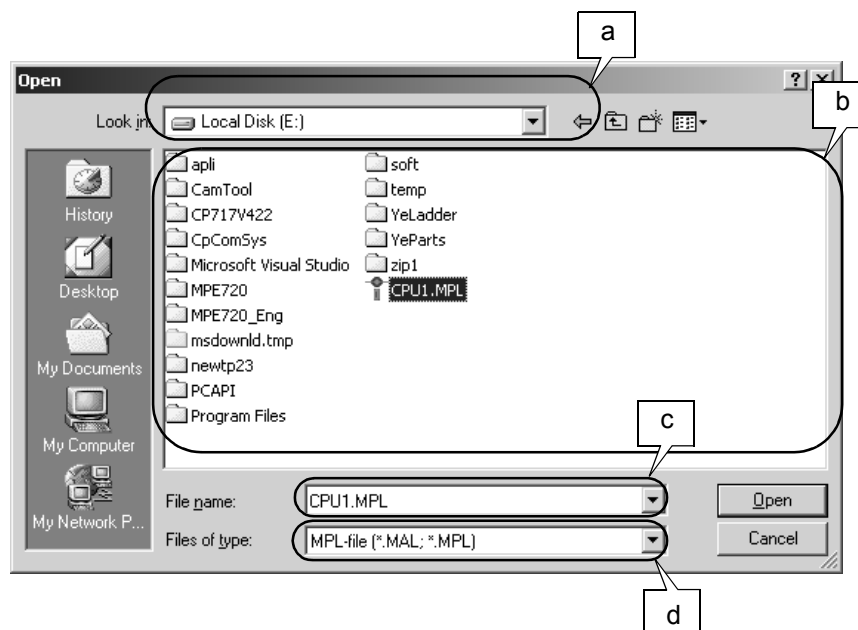 a
Open
b
Look in:
Local Disk (E:)
History
Desktop
My Documents
My Computer
My Network P...
apli
CamTool
CP717V422
CpComSys
Microsoft Visual Studio
MPE720
MPE720_Eng
msdownld.tmp
newtp23
PCAPI
Program Files
soft
temp
YeLadder
YeParts
zip1
CPU1.MPL
c
File name:
CPU1.MPL
Open
Files of type:
MPL-file (*.MAL; *.MPL)
Cancel
d